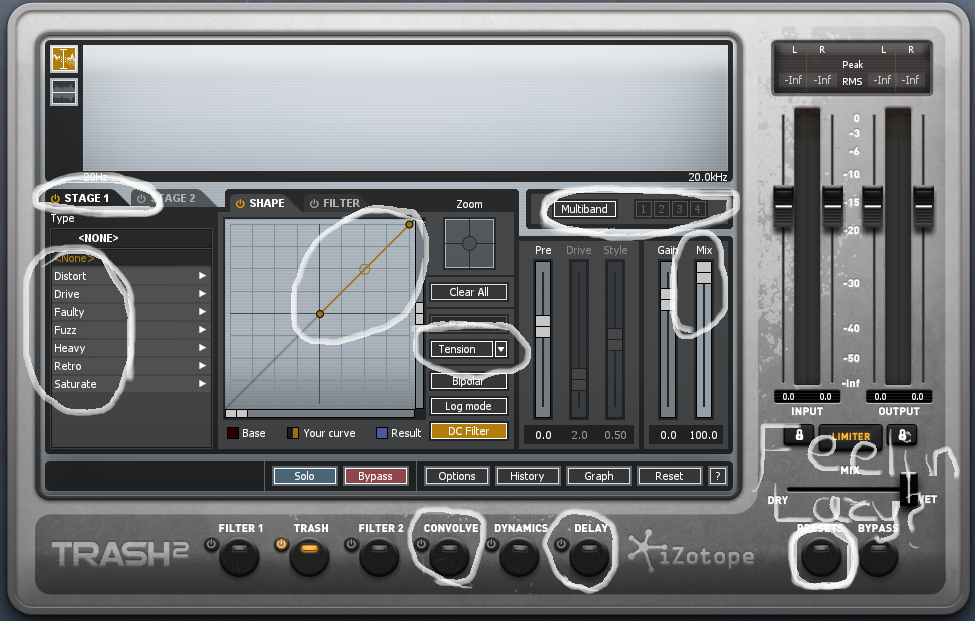 L R L R
Peak
-Inf -Inf RMS -Inf -Inf
20Hz 20.0kHz
STAGE 1 STAGE 2
Type
<NONE>
<None>
Distort
Drive
Faulty
Fuzz
Heavy
Retro
Saturate
SHAPE FILTER
Zoom
Clear All
Tension
Bipolar
Log mode
DC Filter
Base Your curve Result
Multiband 1 2 3 4
Pre Drive Style Gain Mix
0.0 2.0 0.50 0.0 100.0
0
-3
-6
-10
-15
-20
-30
-40
-50
-Inf
0.0 0.0 0.0 0.0
INPUT OUTPUT
LIMITER
Feelin
Lazy?
MIX
DRY WET
Solo Bypass Options History Graph Reset ?
FILTER 1 TRASH FILTER 2 CONVOLVE DYNAMICS DELAY PRESETS BYPASS
TRASH2
iZotope